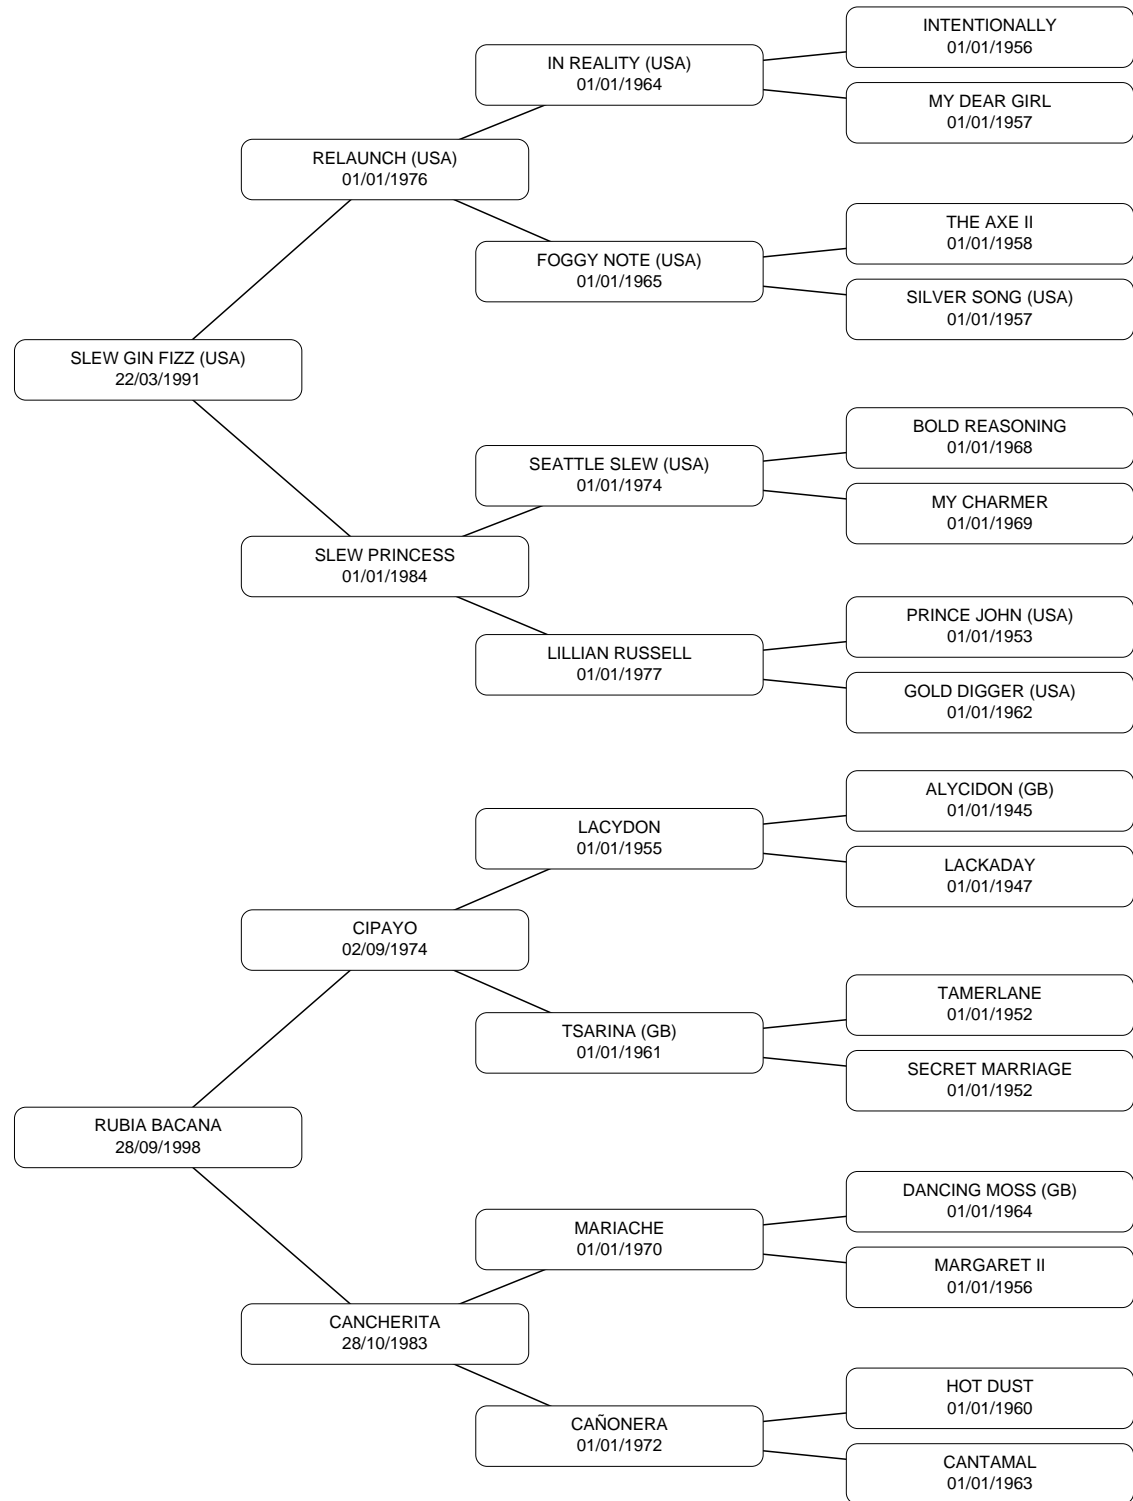 INTENTIONALLY
01/01/1956
IN REALITY (USA)
01/01/1964
MY DEAR GIRL
01/01/1957
RELAUNCH (USA)
01/01/1976
THE AXE II
01/01/1958
FOGGY NOTE (USA)
01/01/1965
SILVER SONG (USA)
01/01/1957
SLEW GIN FIZZ (USA)
22/03/1991
BOLD REASONING
01/01/1968
SEATTLE SLEW (USA)
01/01/1974
MY CHARMER
01/01/1969
SLEW PRINCESS
01/01/1984
PRINCE JOHN (USA)
01/01/1953
LILLIAN RUSSELL
01/01/1977
GOLD DIGGER (USA)
01/01/1962
ALYCIDON (GB)
01/01/1945
LACYDON
01/01/1955
LACKADAY
01/01/1947
CIPAYO
02/09/1974
TAMERLANE
01/01/1952
TSARINA (GB)
01/01/1961
SECRET MARRIAGE
01/01/1952
RUBIA BACANA
28/09/1998
DANCING MOSS (GB)
01/01/1964
MARIACHE
01/01/1970
MARGARET II
01/01/1956
CANCHERITA
28/10/1983
HOT DUST
01/01/1960
CAÑONERA
01/01/1972
CANTAMAL
01/01/1963